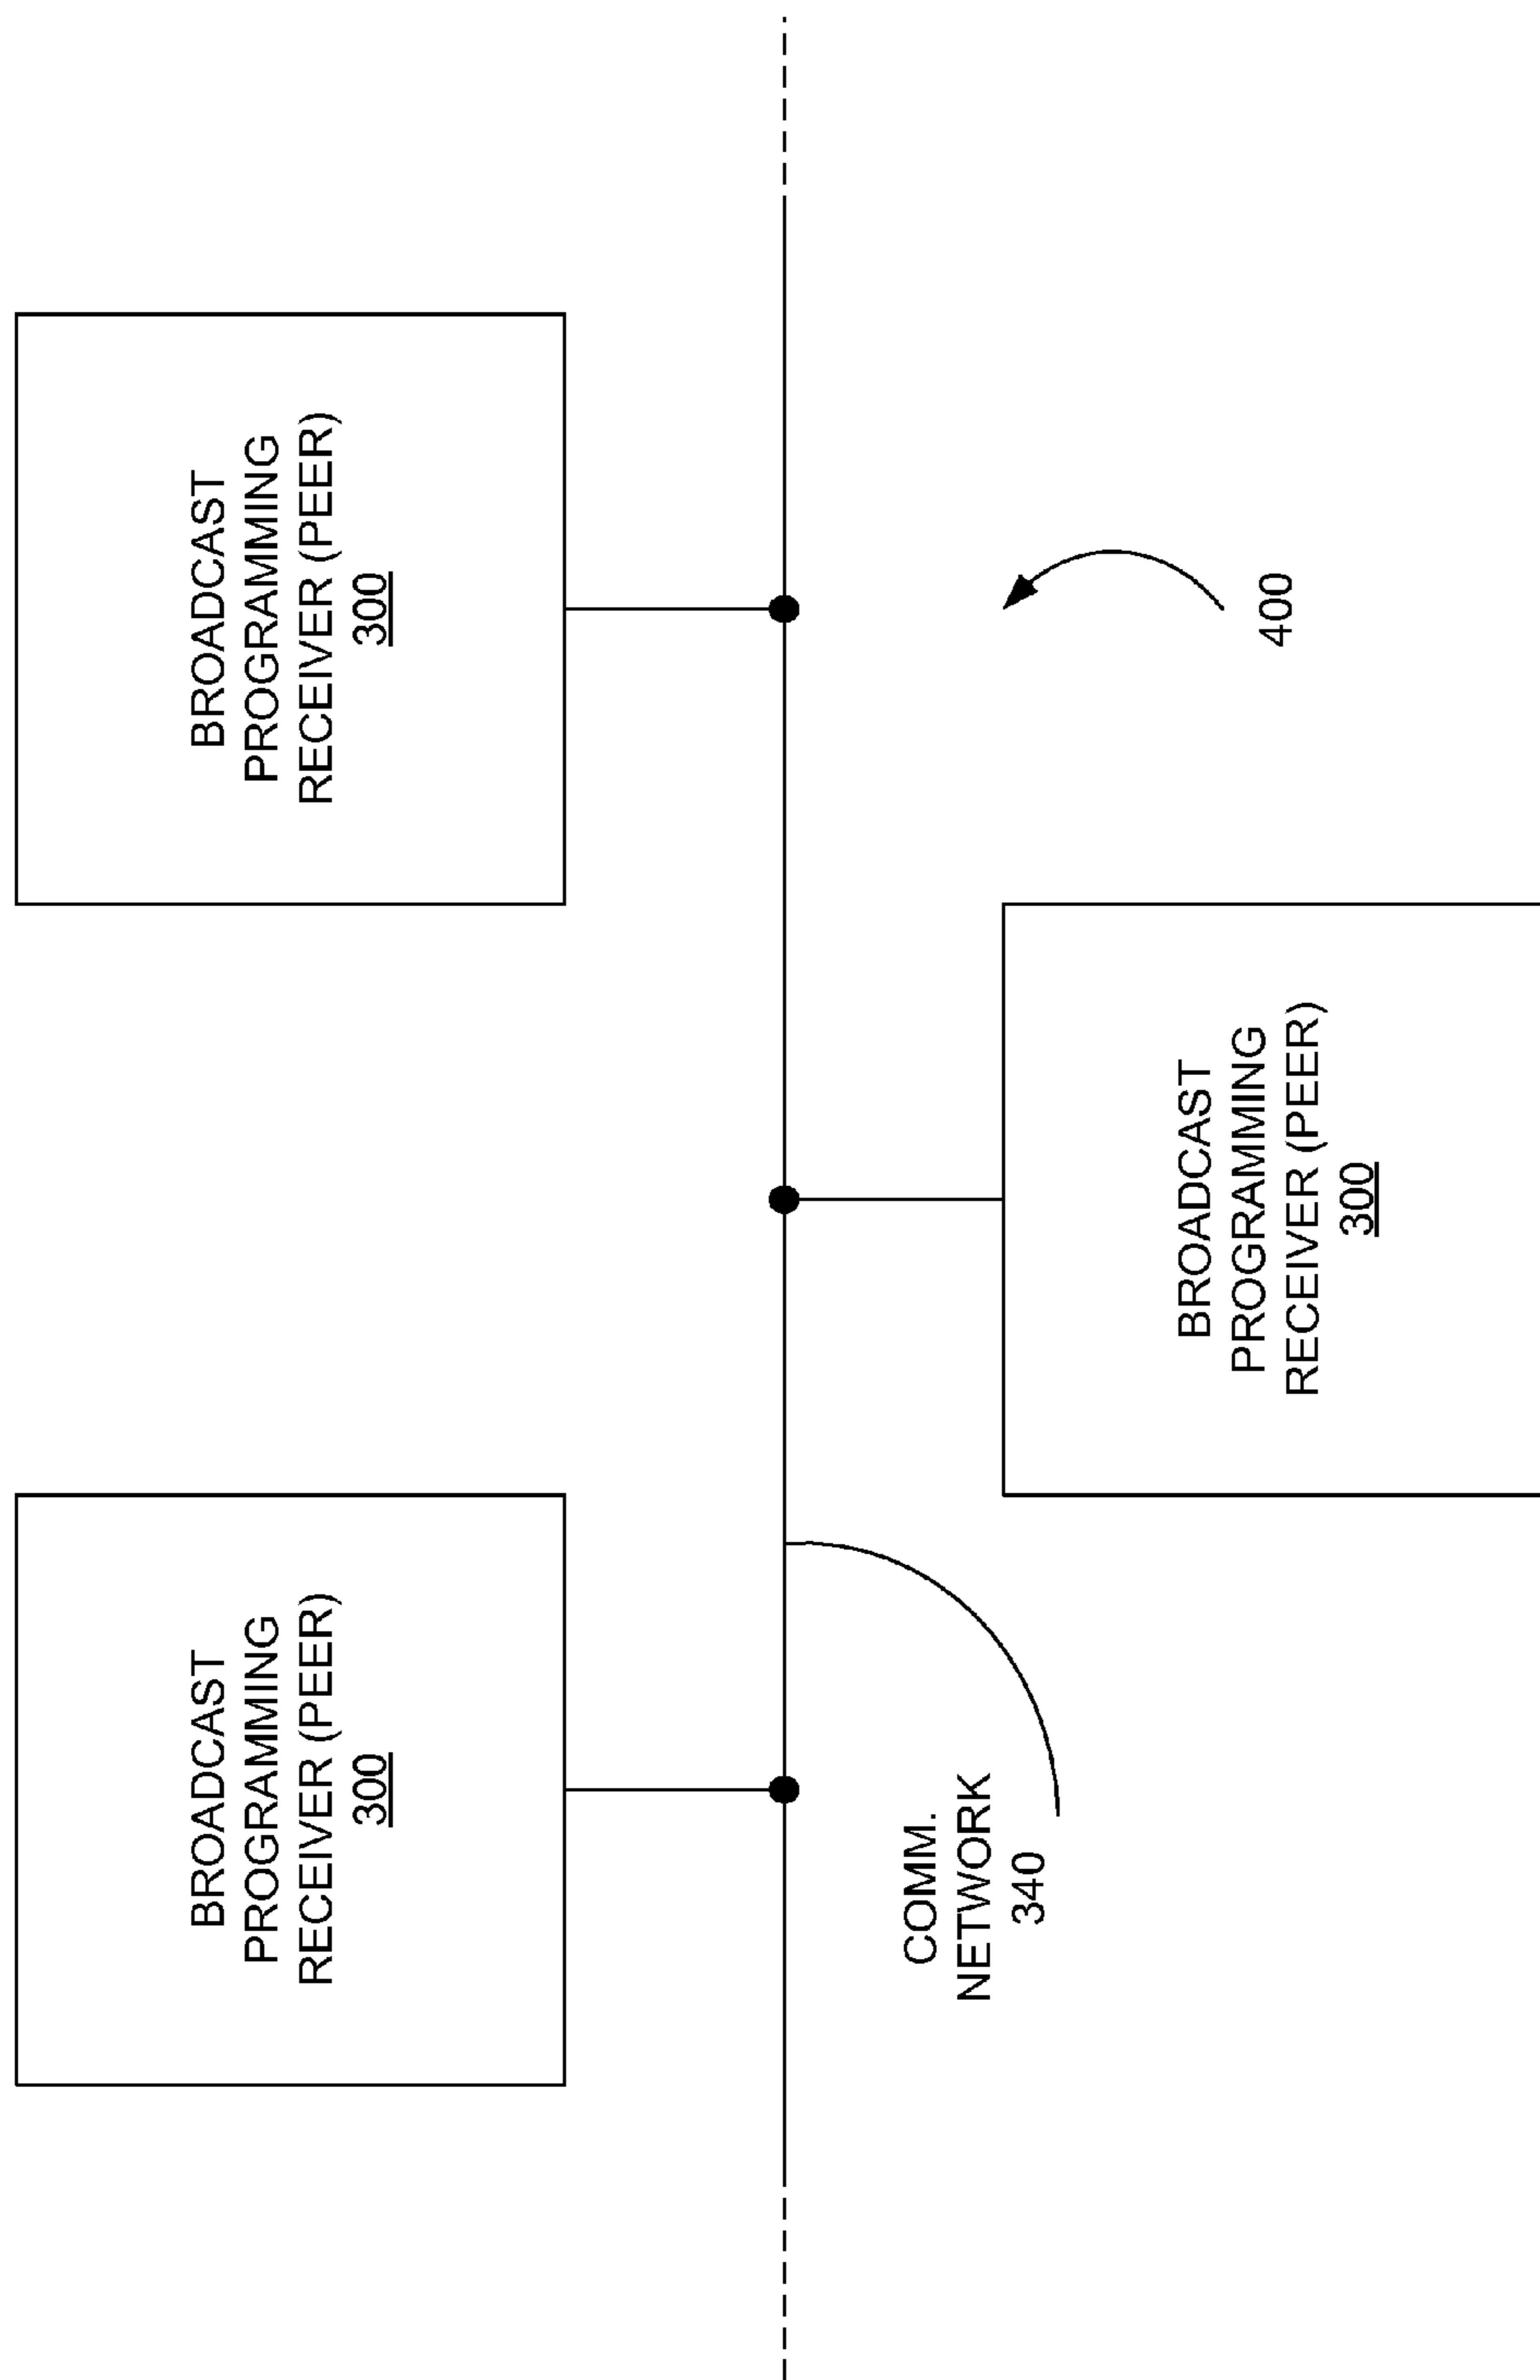 BROADCAST
PROGRAMMING
RECEIVER (PEER)
300
BROADCAST
PROGRAMMING
RECEIVER (PEER)
300
COMM.
NETWORK
340
BROADCAST
PROGRAMMING
RECEIVER (PEER)
300
400